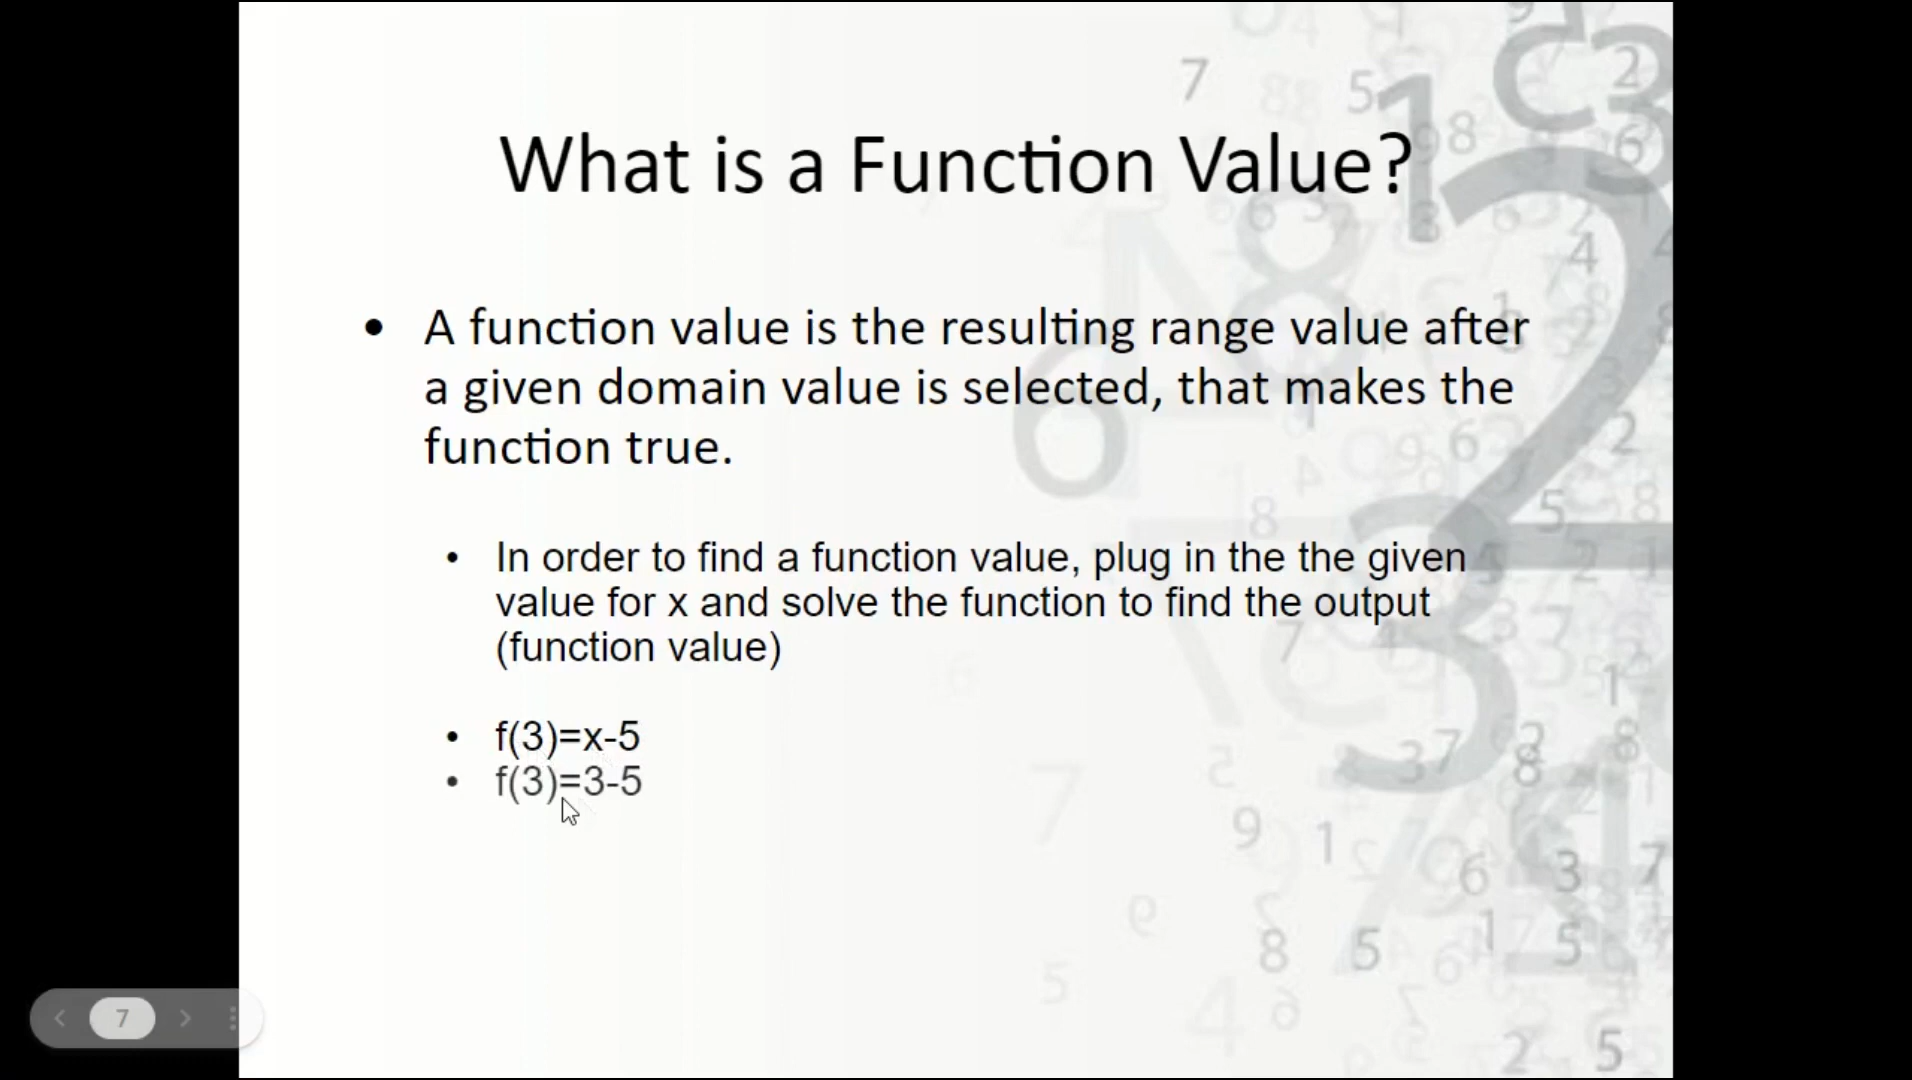 What is a Function Value?
• A function value is the resulting range value after
a given domain value is selected, that makes the
function true.
• In order to find a function value, plug in the the given
value for x and solve the function to find the output
(function value)
• f(3)=x-5
• f(3)=3-5
7